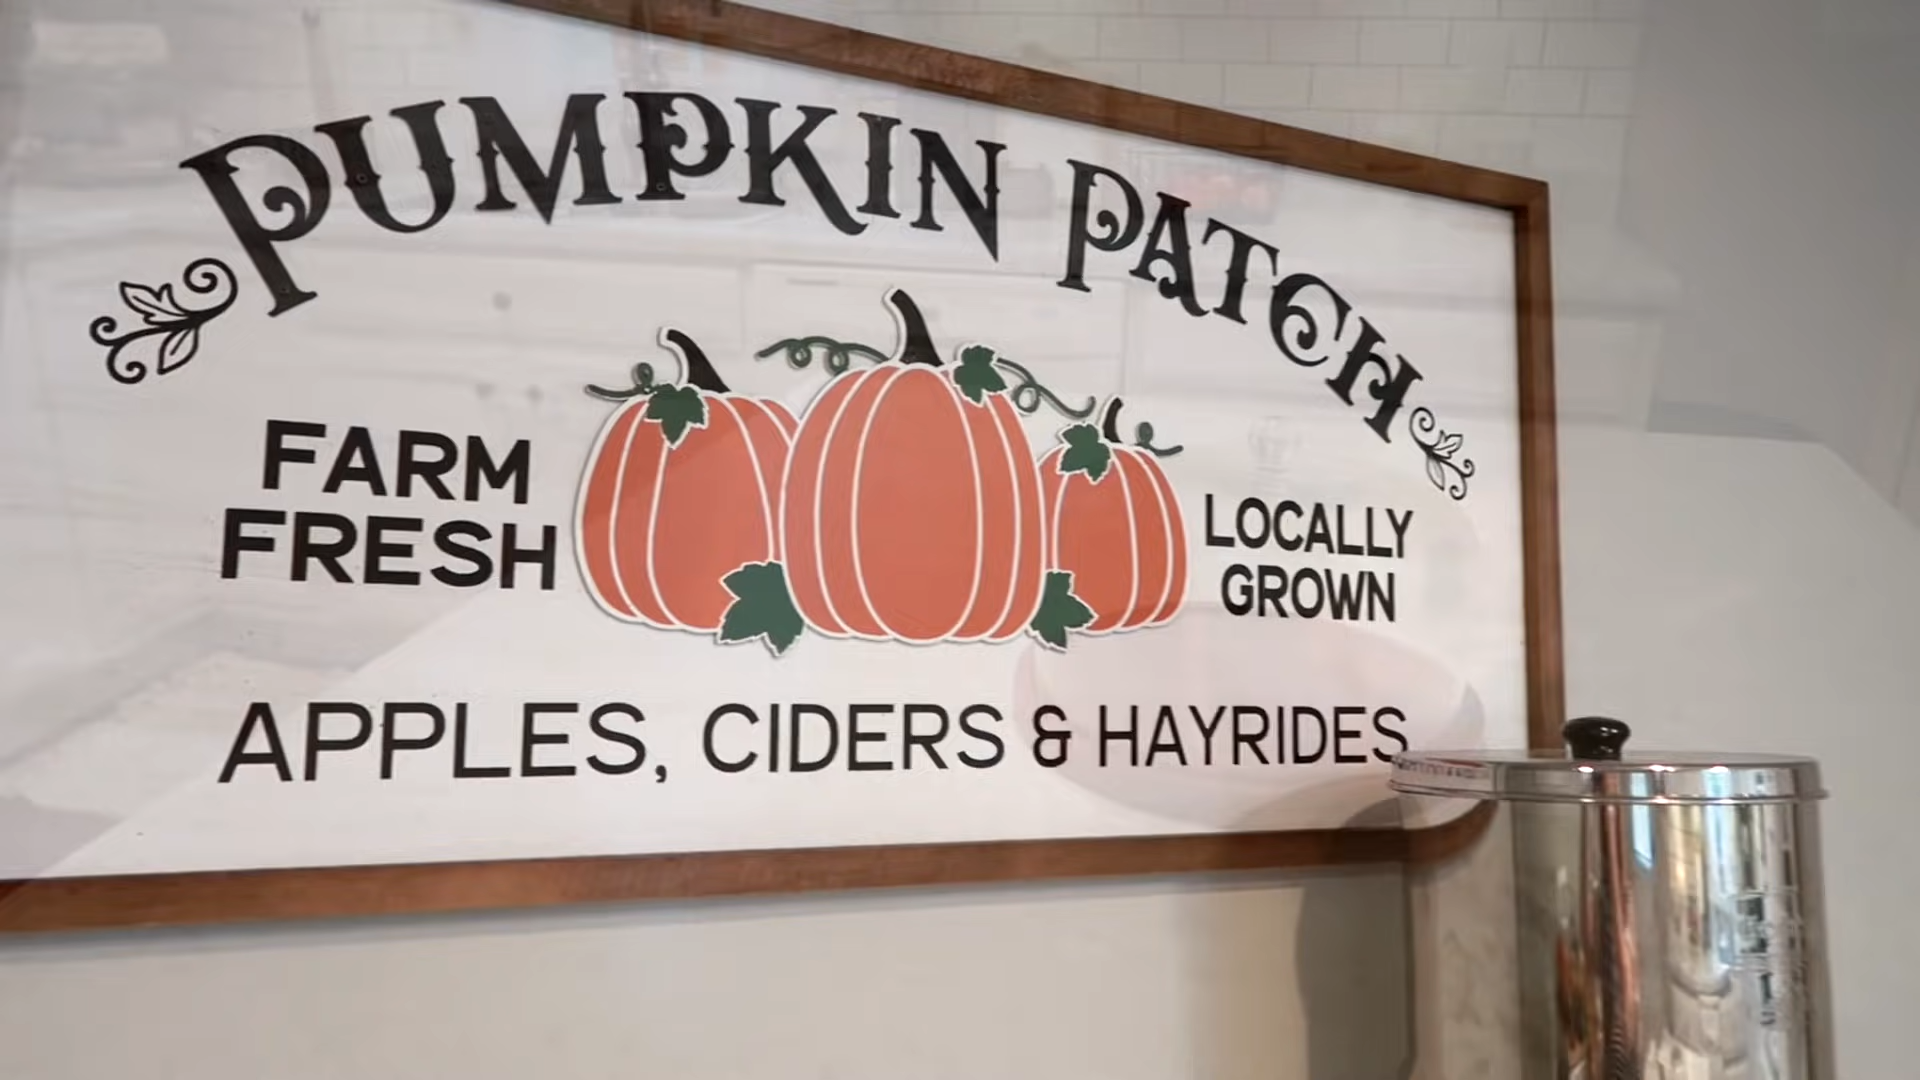 PUMPKIN PATCH
FARM
FRESH
LOCALLY
GROWN
APPLES, CIDERS & HAYRIDES